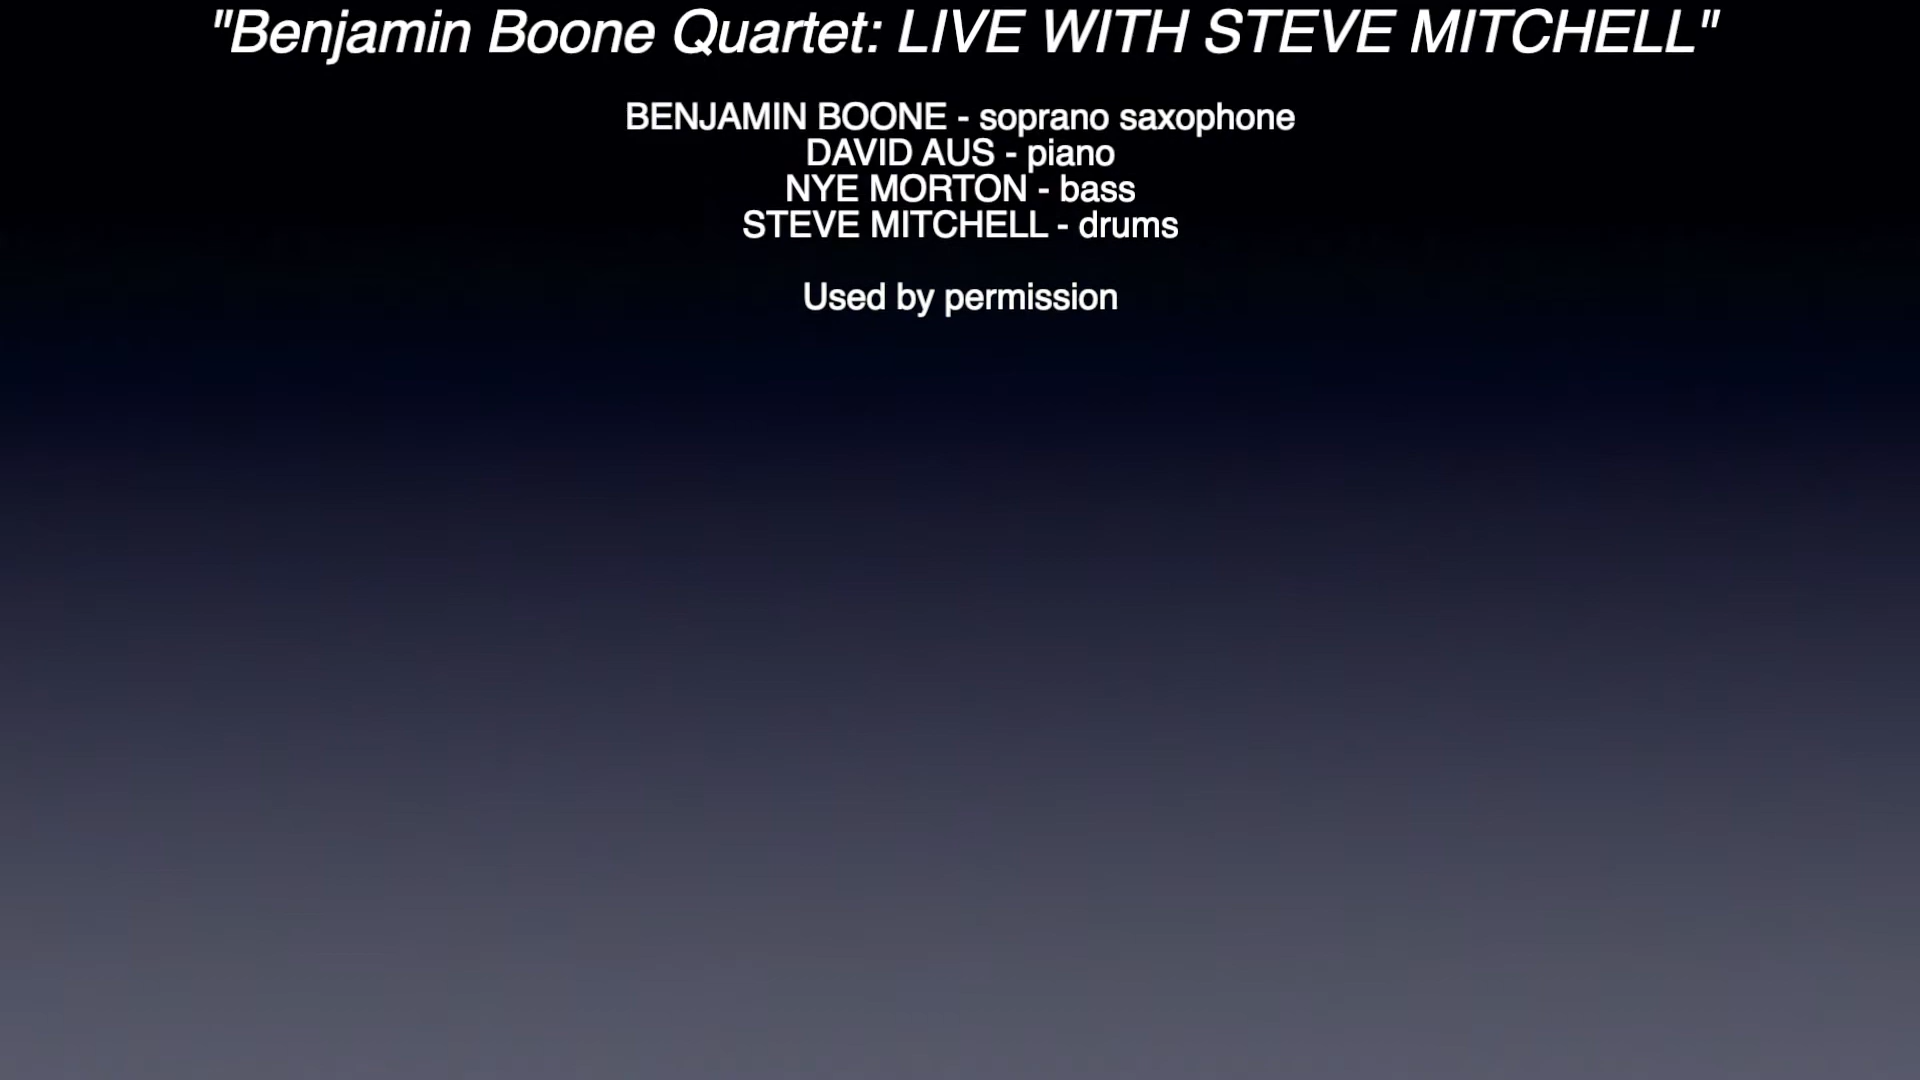 "Benjamin Boone Quartet: LIVE WITH STEVE MITCHELL"
BENJAMIN BOONE - soprano saxophone
DAVID AUS - piano
NYE MORTON - bass
STEVE MITCHELL - drums
Used by permission